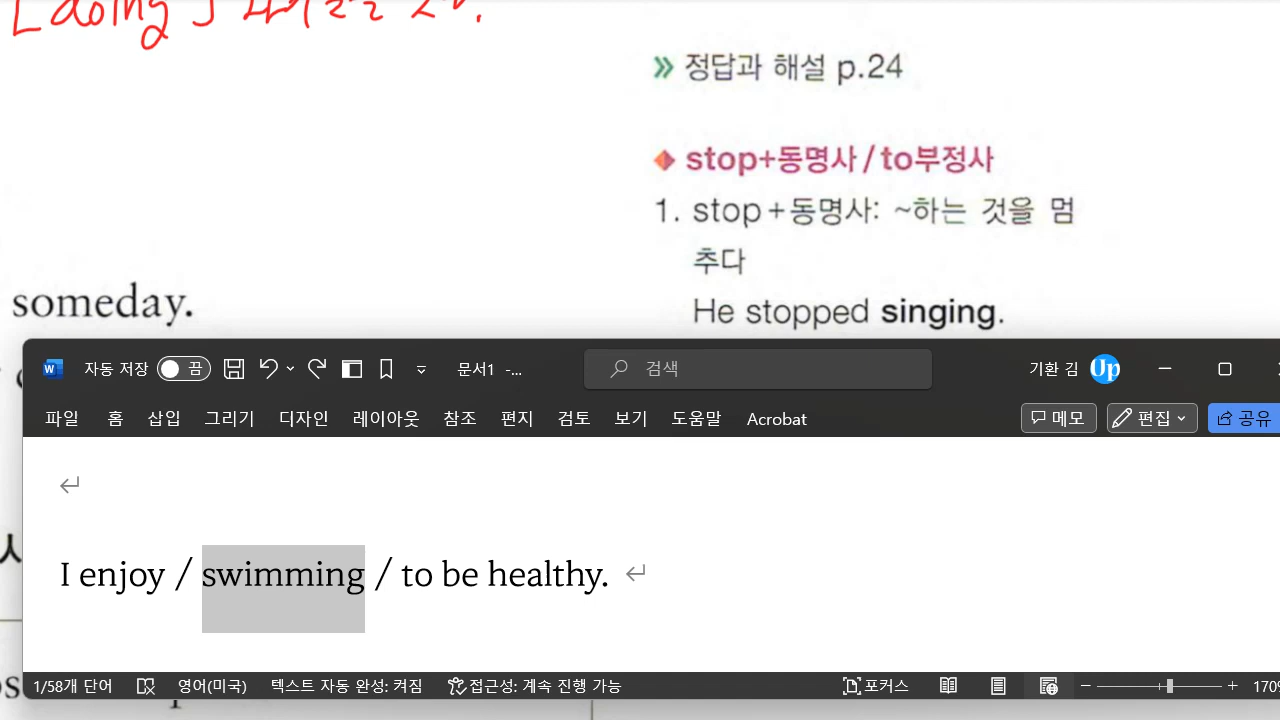 [ doing ]
» 정답과 해설 p.24
◆ stop+동명사 / to부정사
1. stop+동명사: ~하는 것을 멈
추다
He stopped singing.
someday.
자동 저장 끔 문서1 -... 검색 기환 김 Up
파일 홈 삽입 그리기 디자인 레이아웃 참조 편지 검토 보기 도움말 Acrobat 메모 편집 공유
I enjoy / swimming / to be healthy.
1/58개 단어 영어(미국) 텍스트 자동 완성: 켜짐 접근성: 계속 진행 가능 포커스 170%